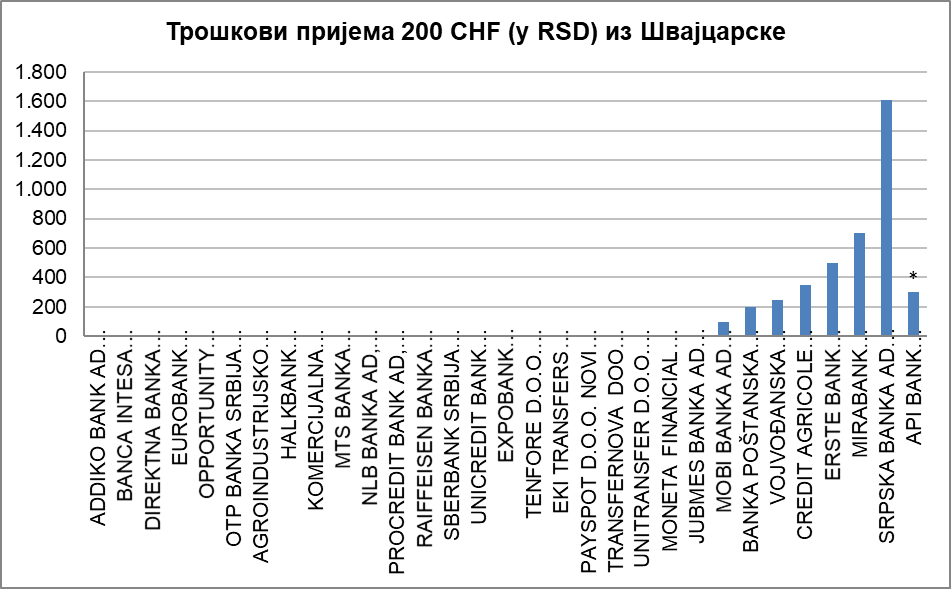 Трошкови пријема 200 CHF (у RSD) из Швајцарске
1.800
1.600
1.400
1.200
1.000
800
600
400
200
0
*
ADDIKO BANK AD...
BANCA INTESA...
DIREKTNA BANKA...
EUROBANK...
OPPORTUNITY...
OTP BANKA SRBIJA...
AGROINDUSTRIJSKO...
HALKBANK...
KOMERCIJALNA...
MTS BANKA...
NLB BANKA AD,...
PROCREDIT BANK AD,...
RAIFFEISEN BANKA...
SBERBANK SRBIJA...
UNICREDIT BANK...
EXPOBANK...
TENFORE D.O.O....
EKI TRANSFERS...
PAYSPOT D.O.O. NOVI...
TRANSFERNOVA DOO...
UNITRANSFER D.O.O....
MONETA FINANCIAL...
JUBMES BANKA AD...
MOBI BANKA AD...
BANKA POŠTANSKA...
VOJVOĐANSKA...
CREDIT AGRICOLE...
ERSTE BANK...
MIRABANK...
SRPSKA BANKA AD...
API BANK...